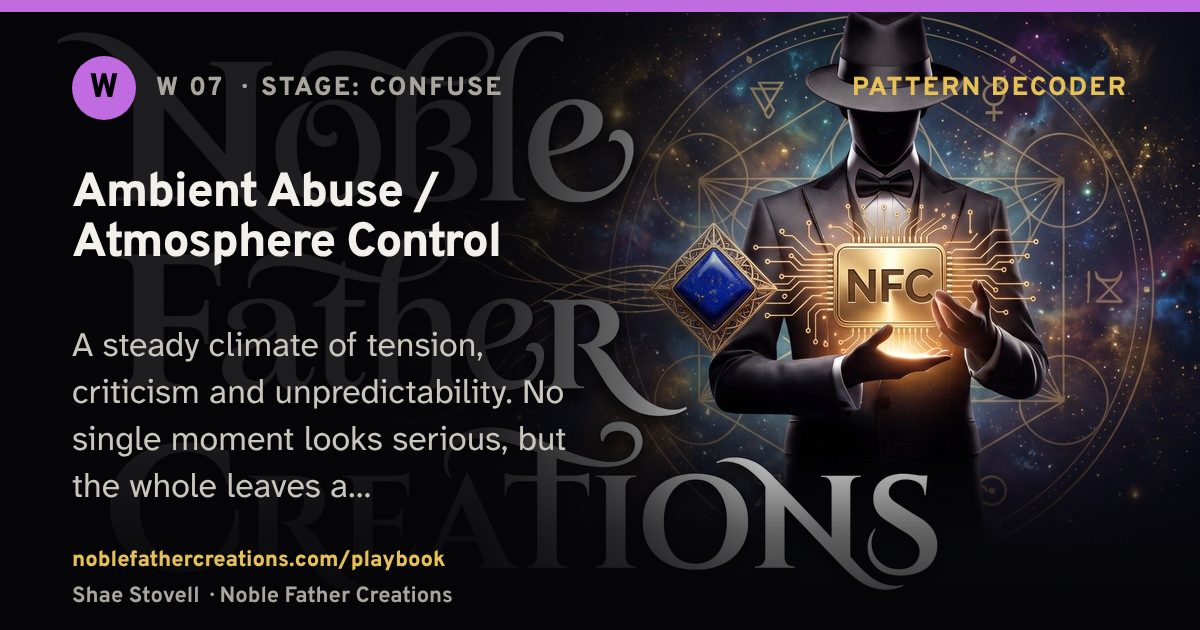 W
W 07 · STAGE: CONFUSE
PATTERN DECODER
Ambient Abuse /
Atmosphere Control
A steady climate of tension,
criticism and unpredictability. No
single moment looks serious, but
the whole leaves a...
noblefathercreations.com/playbook
Shae Stovell · Noble Father Creations
Noble
Father
Creations
NFC